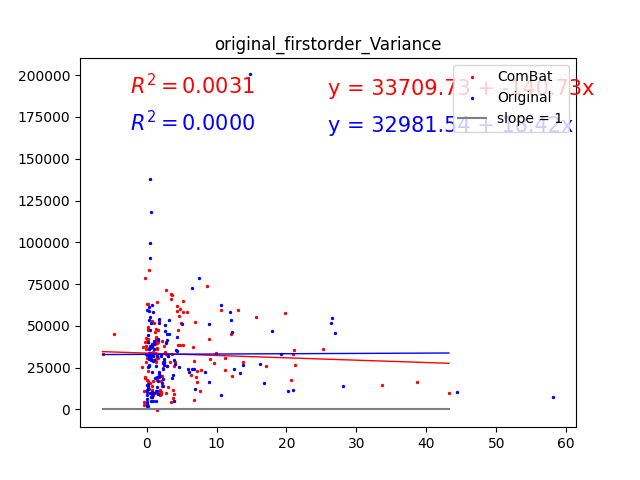 original_firstorder_Variance
R² = 0.0031 y = 33709.73 + -140.73x
R² = 0.0000 y = 32981.54 + 18.42x
ComBat
Original
slope = 1
200000
175000
150000
125000
100000
75000
50000
25000
0
0 10 20 30 40 50 60